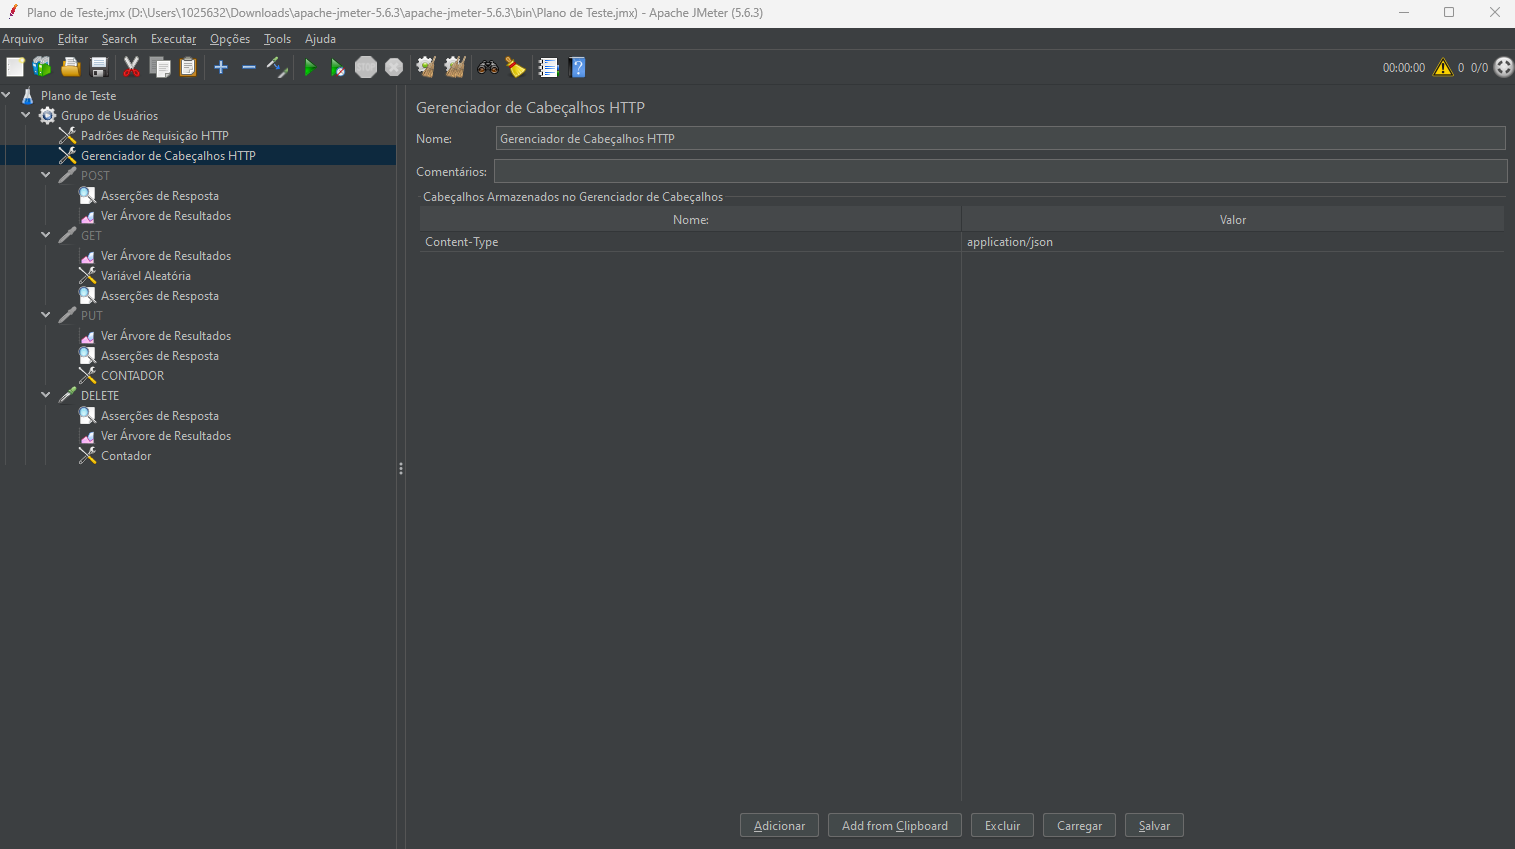 Plano de Teste.jmx (D:\Users\1025632\Downloads\apache-jmeter-5.6.3\apache-jmeter-5.6.3\bin\Plano de Teste.jmx) - Apache JMeter (5.6.3)
Arquivo Editar Search Executar Opções Tools Ajuda
STOP
00:00:00 0 0/0
Plano de Teste
Grupo de Usuários
Padrões de Requisição HTTP
Gerenciador de Cabeçalhos HTTP
POST
Asserções de Resposta
Ver Árvore de Resultados
GET
Ver Árvore de Resultados
Variável Aleatória
Asserções de Resposta
PUT
Ver Árvore de Resultados
Asserções de Resposta
CONTADOR
DELETE
Asserções de Resposta
Ver Árvore de Resultados
Contador
Gerenciador de Cabeçalhos HTTP
Nome: Gerenciador de Cabeçalhos HTTP
Comentários:
Cabeçalhos Armazenados no Gerenciador de Cabeçalhos
Nome: Valor
Content-Type application/json
Adicionar Add from Clipboard Excluir Carregar Salvar